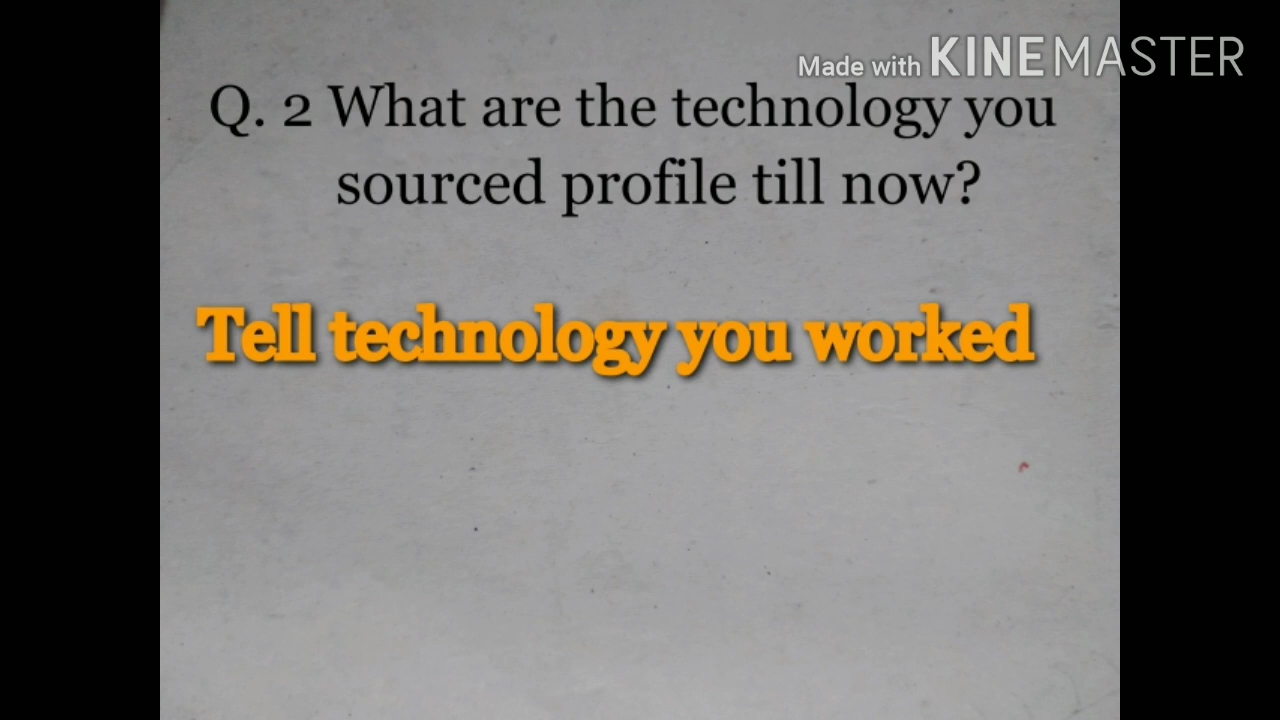 Made with KINEMASTER
Q. 2 What are the technology you
sourced profile till now?
Tell technology you worked